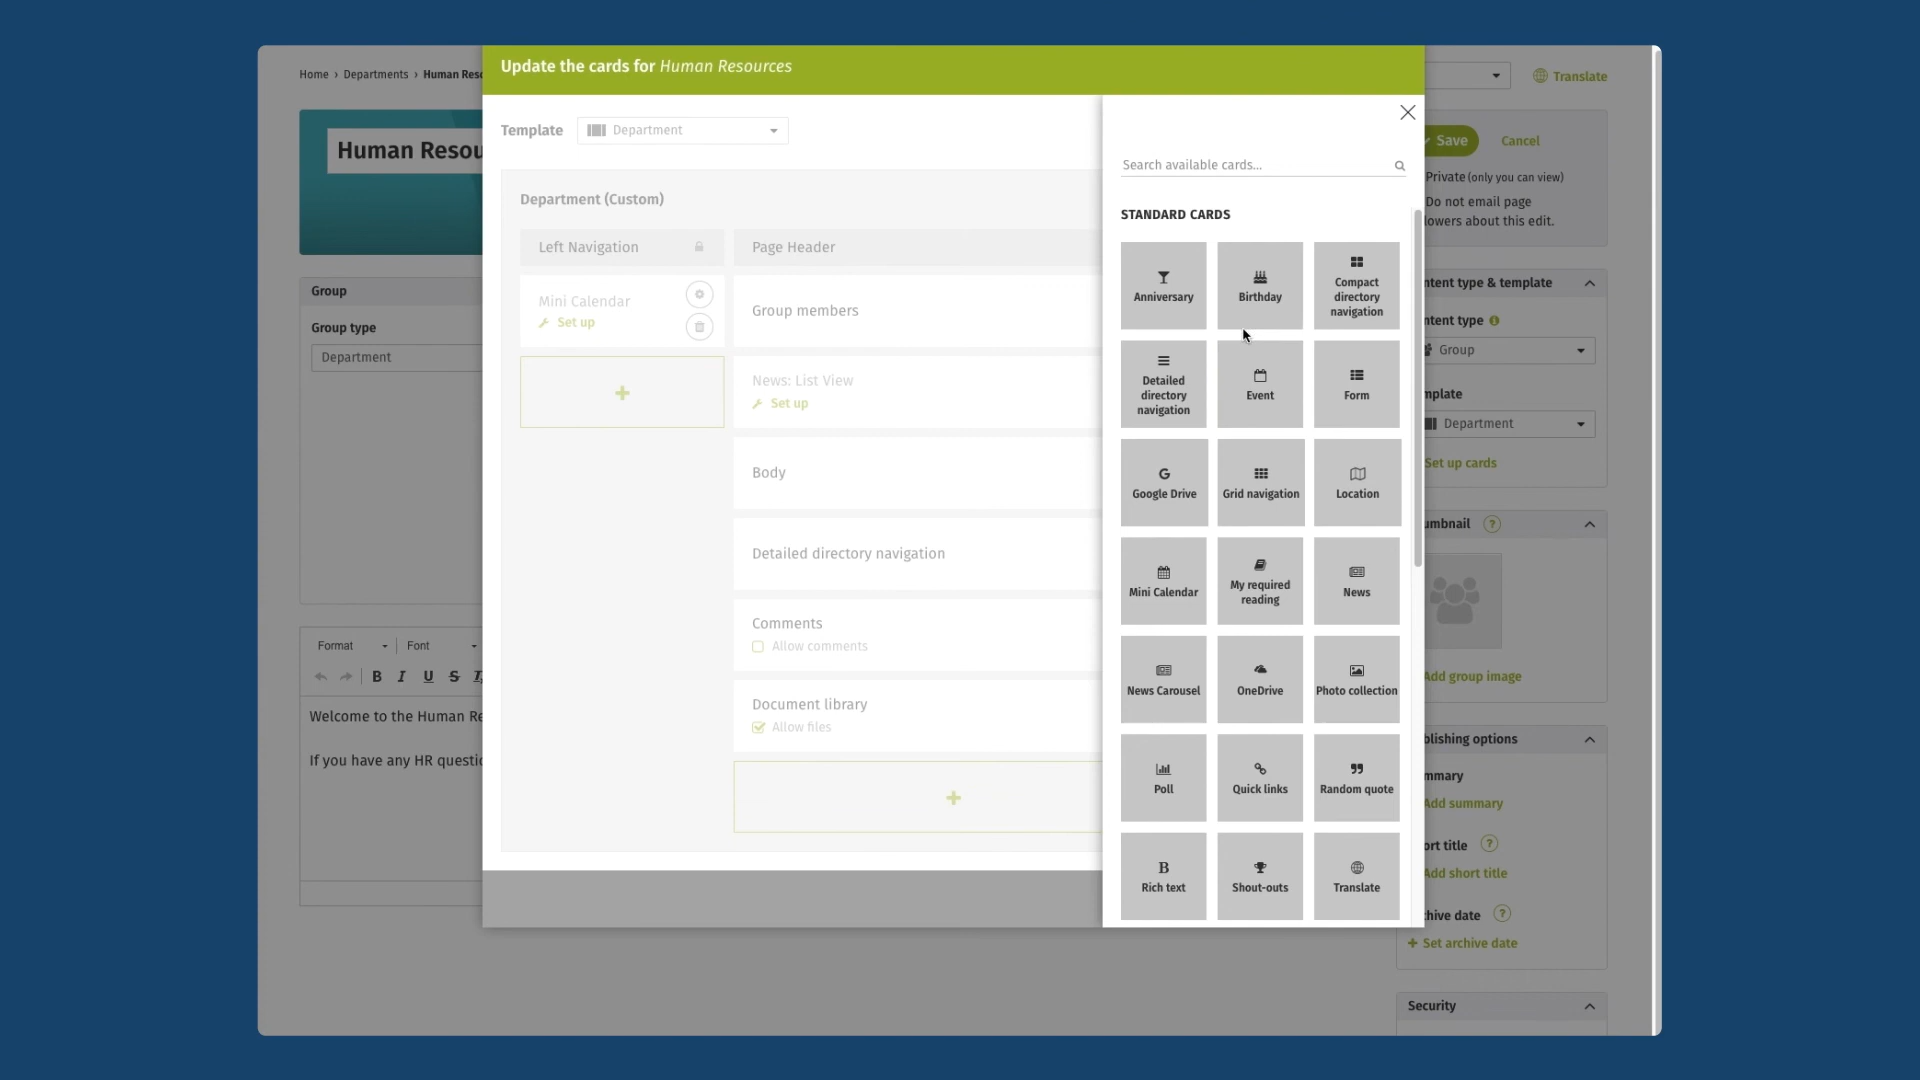 Home › Departments › Human Reso
Update the cards for Human Resources
Translate
Human Resou
Template
Department
Save
Cancel
Search available cards...
Private (only you can view)
Do not email page
owers about this edit.
Department (Custom)
STANDARD CARDS
Left Navigation
Page Header
Mini Calendar
Set up
Group members
News: List View
Set up
Body
Detailed directory navigation
Comments
Allow comments
Document library
Allow files
Anniversary
Birthday
Compact
directory
navigation
Detailed
directory
navigation
Event
Form
Google Drive
Grid navigation
Location
Mini Calendar
My required
reading
News
News Carousel
OneDrive
Photo collection
Poll
Quick links
Random quote
B
Rich text
Shout-outs
Translate
Group
Group type
Department
Format
Font
B I U S
Welcome to the Human Re
If you have any HR questio
ntent type & template
ntent type
Group
mplate
Department
Set up cards
umbnail
Add group image
blishing options
mmary
Add summary
ort title
Add short title
chive date
Set archive date
Security